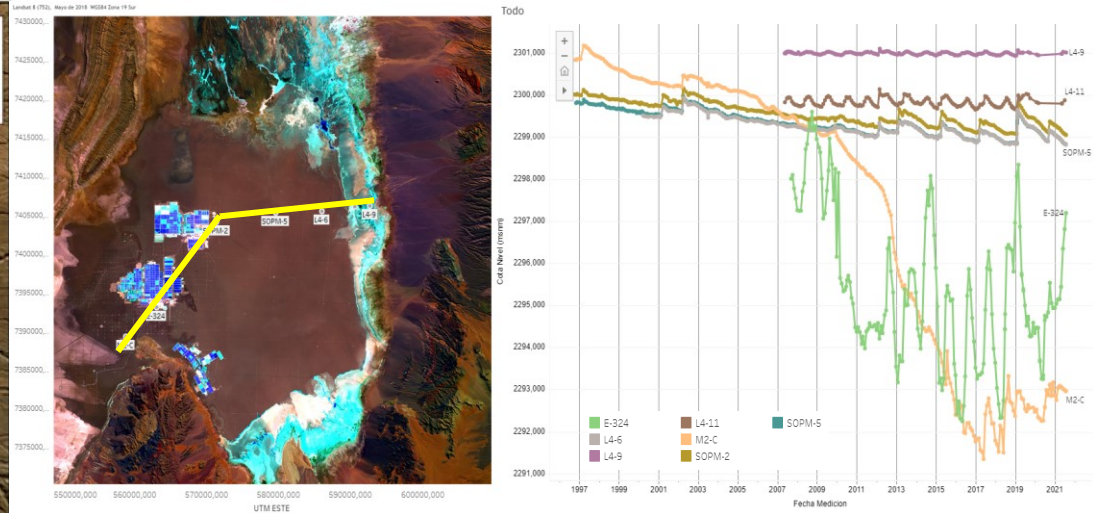 Landsat 8 (752), Mayo de 2018 WGS84 Zona 19 Sur
7430000,...
7425000,...
7420000,...
7415000,...
7410000,...
7405000,...
7400000,...
7395000,...
7390000,...
7385000,...
7380000,...
7375000,...
SOPM-5
L4-6
L4-9
550000,000 560000,000 570000,000 580000,000 590000,000 600000,000
UTM ESTE
Todo
+
−
Cota Nivel (msnm)
2301,000
2300,000
2299,000
2298,000
2297,000
2296,000
2295,000
2294,000
2293,000
2292,000
2291,000
L4-9
L4-11
SOPM-5
E-324
M2-C
E-324 L4-11 SOPM-5
L4-6 M2-C
L4-9 SOPM-2
1997 1999 2001 2003 2005 2007 2009 2011 2013 2015 2017 2019 2021
Fecha Medicion